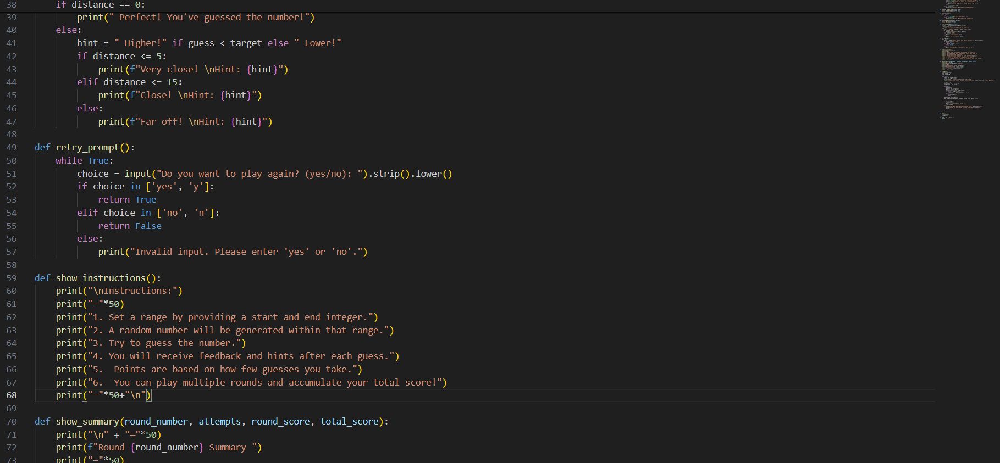 38 if distance == 0:
39 print(" Perfect! You've guessed the number!")
40 else:
41 hint = " Higher!" if guess < target else " Lower!"
42 if distance <= 5:
43 print(f"Very close! \nHint: {hint}")
44 elif distance <= 15:
45 print(f"Close! \nHint: {hint}")
46 else:
47 print(f"Far off! \nHint: {hint}")
48
49 def retry_prompt():
50 while True:
51 choice = input("Do you want to play again? (yes/no): ").strip().lower()
52 if choice in ['yes', 'y']:
53 return True
54 elif choice in ['no', 'n']:
55 return False
56 else:
57 print("Invalid input. Please enter 'yes' or 'no'.")
58
59 def show_instructions():
60 print("\nInstructions:")
61 print("—"*50)
62 print("1. Set a range by providing a start and end integer.")
63 print("2. A random number will be generated within that range.")
64 print("3. Try to guess the number.")
65 print("4. You will receive feedback and hints after each guess.")
66 print("5.  Points are based on how few guesses you take.")
67 print("6.  You can play multiple rounds and accumulate your total score!")
68 print("—"*50+"\n")
69
70 def show_summary(round_number, attempts, round_score, total_score):
71 print("\n" + "="*50)
72 print(f"Round {round_number} Summary ")
73 print("—"*50)